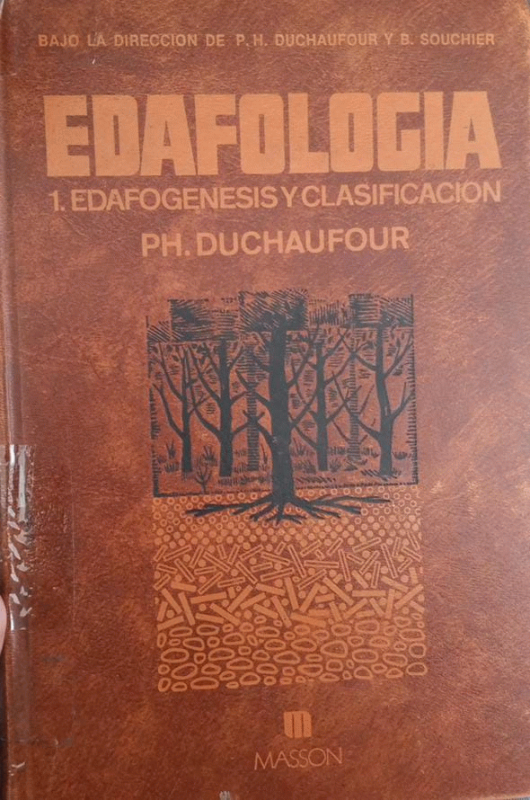 BAJO LA DIRECCION DE P. H. DUCHAUFOUR Y B. SOUCHIER
EDAFOLOGIA
1. EDAFOGENESIS Y CLASIFICACION
PH. DUCHAUFOUR
m
MASSON